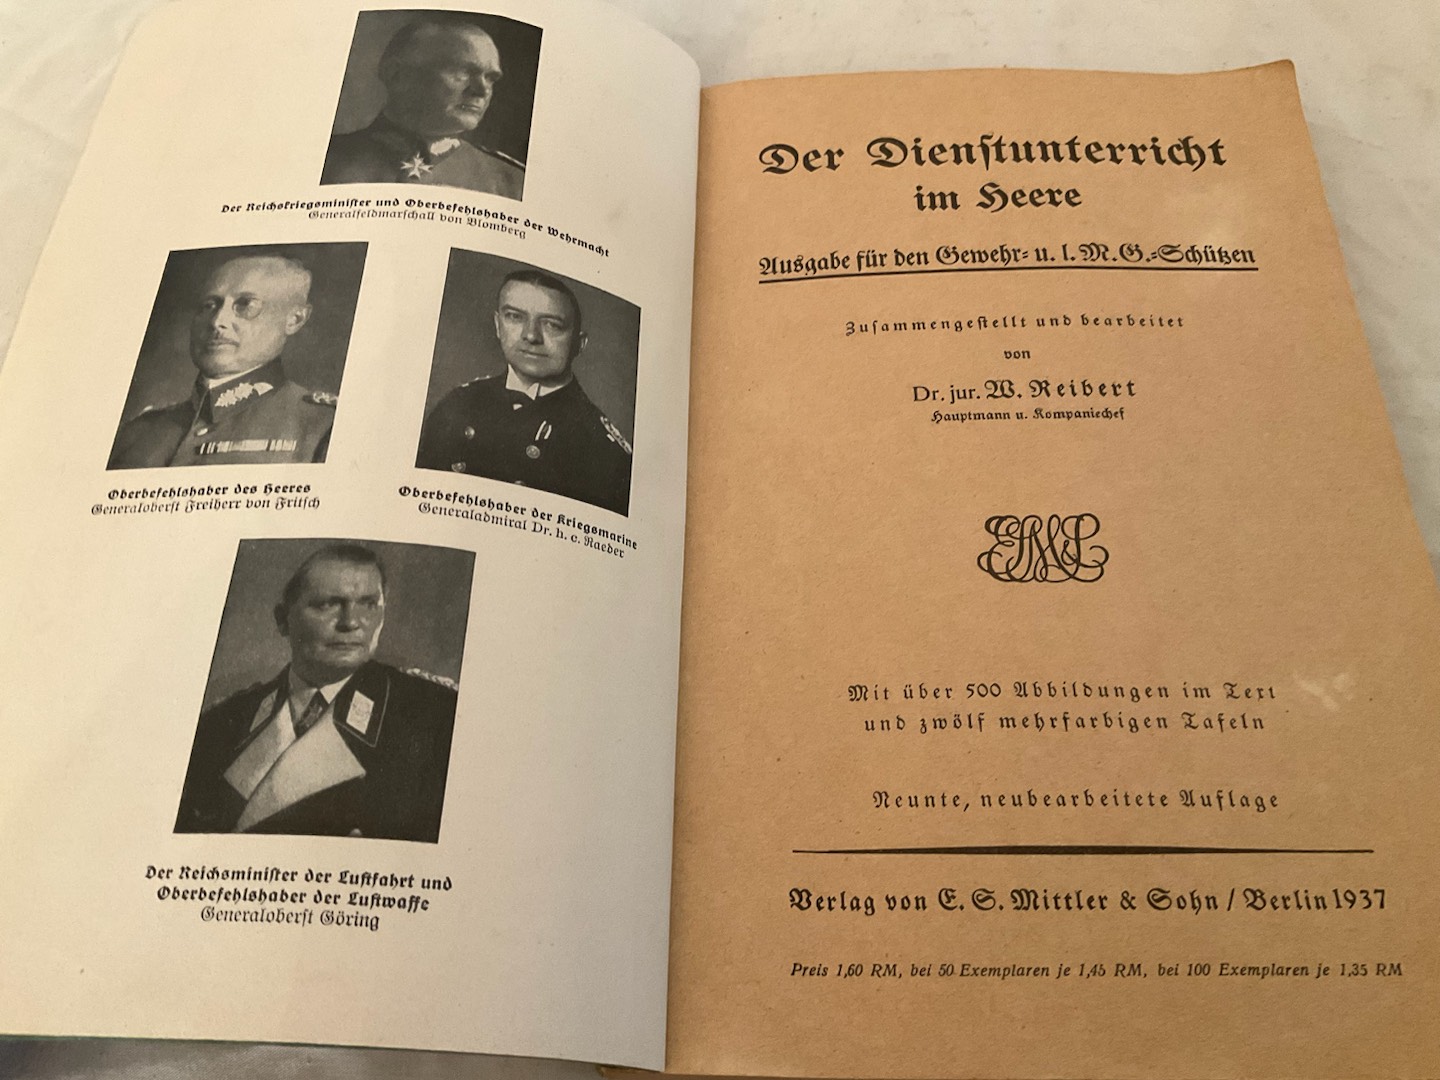 Der Reichskriegsminister und Oberbefehlshaber der Wehrmacht
Generalfeldmarschall von Blomberg
Oberbefehlshaber des Heeres
Generaloberst Freiherr von Fritsch
Oberbefehlshaber der Kriegsmarine
Generaladmiral Dr. h. c. Raeder
Der Reichsminister der Luftfahrt und
Oberbefehlshaber der Luftwaffe
Generaloberst Göring
Der Dienstunterricht
im Heere
Ausgabe für den Gewehr- u. l. M. G.-Schützen
Zusammengestellt und bearbeitet
von
Dr. jur. W. Reibert
Hauptmann u. Kompaniechef
Mit über 500 Abbildungen im Text
und zwölf mehrfarbigen Tafeln
Neunte, neubearbeitete Auflage
Verlag von E. S. Mittler & Sohn / Berlin 1937
Preis 1,60 RM, bei 50 Exemplaren je 1,45 RM, bei 100 Exemplaren je 1,35 RM